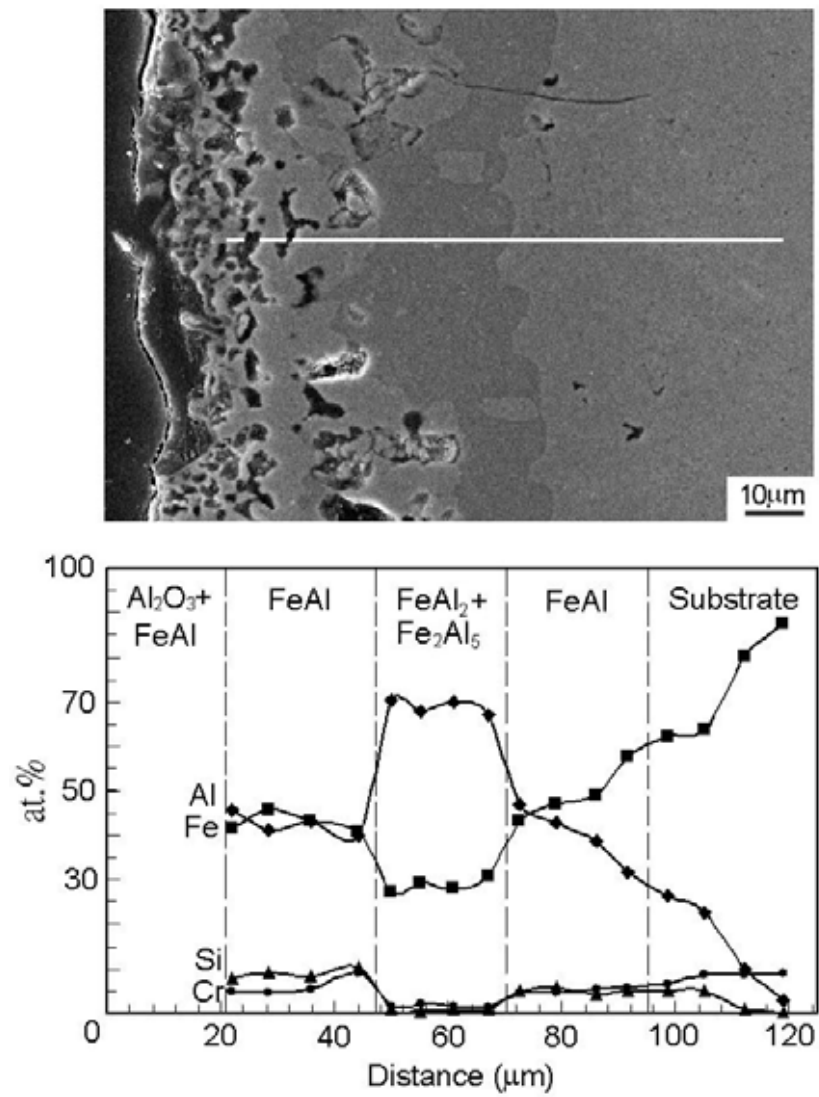 10μm
100
70
50
30
0
at.%
Al₂O₃+
FeAl
FeAl
FeAl₂+
Fe₂Al₅
FeAl
Substrate
Al
Fe
Si
Cr
20
40
60
80
100
120
Distance (μm)